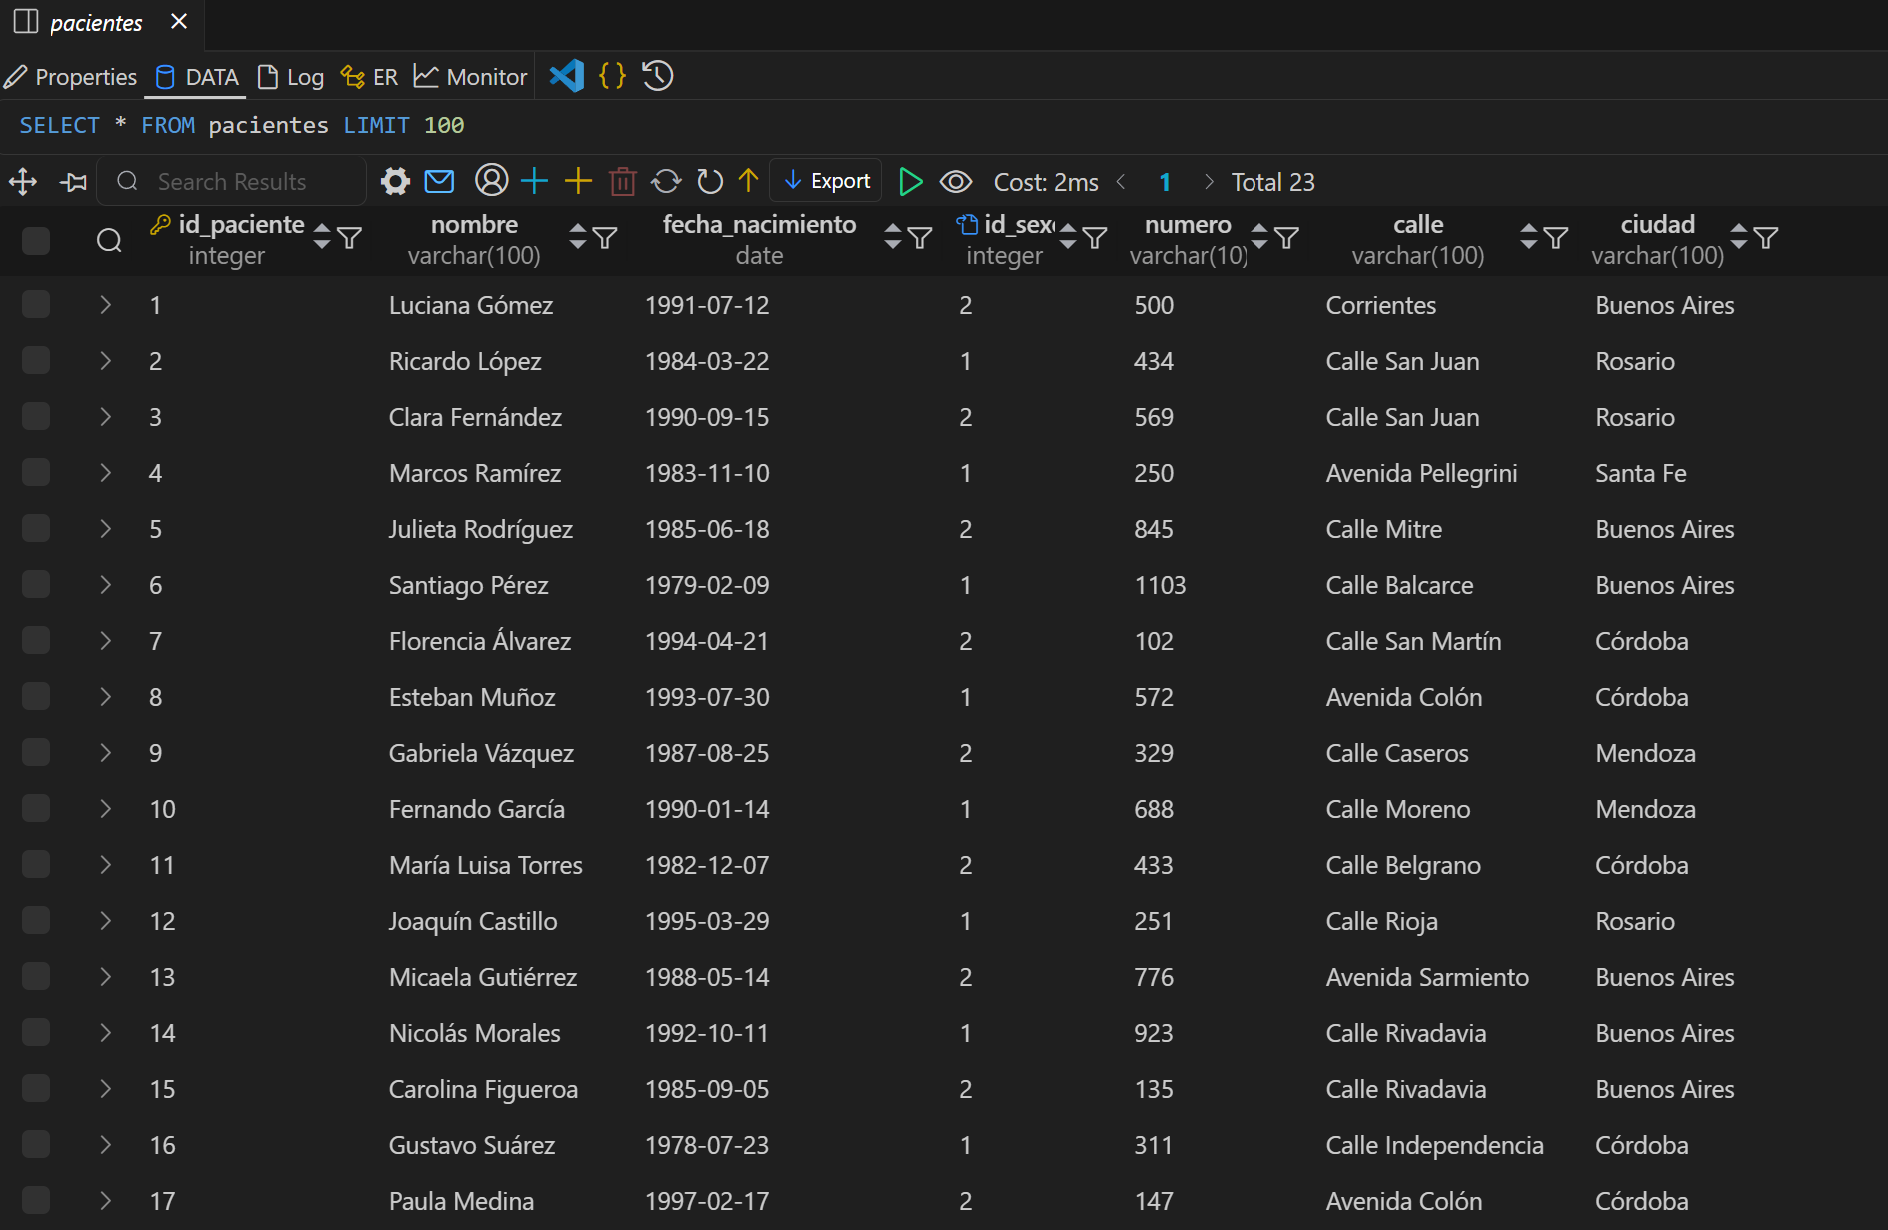 pacientes
Properties DATA Log ER Monitor
SELECT * FROM pacientes LIMIT 100
Search Results Export Cost: 2ms 1 Total 23
id_paciente nombre fecha_nacimiento id_sex numero calle ciudad
integer varchar(100) date integer varchar(10) varchar(100) varchar(100)
1 Luciana Gómez 1991-07-12 2 500 Corrientes Buenos Aires
2 Ricardo López 1984-03-22 1 434 Calle San Juan Rosario
3 Clara Fernández 1990-09-15 2 569 Calle San Juan Rosario
4 Marcos Ramírez 1983-11-10 1 250 Avenida Pellegrini Santa Fe
5 Julieta Rodríguez 1985-06-18 2 845 Calle Mitre Buenos Aires
6 Santiago Pérez 1979-02-09 1 1103 Calle Balcarce Buenos Aires
7 Florencia Álvarez 1994-04-21 2 102 Calle San Martín Córdoba
8 Esteban Muñoz 1993-07-30 1 572 Avenida Colón Córdoba
9 Gabriela Vázquez 1987-08-25 2 329 Calle Caseros Mendoza
10 Fernando García 1990-01-14 1 688 Calle Moreno Mendoza
11 María Luisa Torres 1982-12-07 2 433 Calle Belgrano Córdoba
12 Joaquín Castillo 1995-03-29 1 251 Calle Rioja Rosario
13 Micaela Gutiérrez 1988-05-14 2 776 Avenida Sarmiento Buenos Aires
14 Nicolás Morales 1992-10-11 1 923 Calle Rivadavia Buenos Aires
15 Carolina Figueroa 1985-09-05 2 135 Calle Rivadavia Buenos Aires
16 Gustavo Suárez 1978-07-23 1 311 Calle Independencia Córdoba
17 Paula Medina 1997-02-17 2 147 Avenida Colón Córdoba